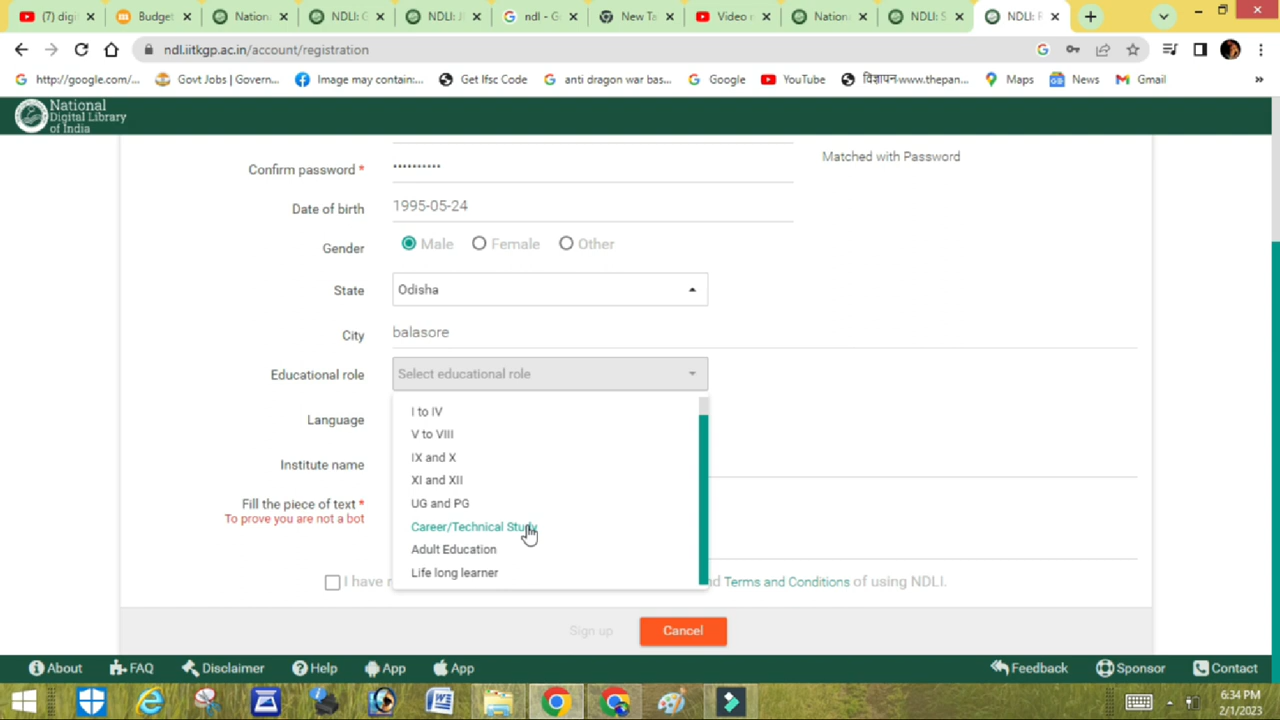 (7) digi
Budget
Nationa
NDLI: G
NDLI: J
ndl - G
New Ta
Video r
Nationa
NDLI: S
NDLI: R
ndl.iitkgp.ac.in/account/registration
http://google.com/...
Govt Jobs | Govern...
Image may contain:...
Get Ifsc Code
anti dragon war bas...
Google
YouTube
विज्ञापनwww.thepan...
Maps
News
Gmail
»
National
Digital Library
of India
Confirm password *
••••••••••
Matched with Password
Date of birth
1995-05-24
Gender
Male
Female
Other
State
Odisha
City
balasore
Educational role
Select educational role
I to IV
Language
V to VIII
IX and X
Institute name
XI and XII
Fill the piece of text *
UG and PG
To prove you are not a bot
Career/Technical Study
Adult Education
Life long learner
I have r
d Terms and Conditions of using NDLI.
Sign up
Cancel
About
FAQ
Disclaimer
Help
App
App
Feedback
Sponsor
Contact
6:34 PM
2/1/2023